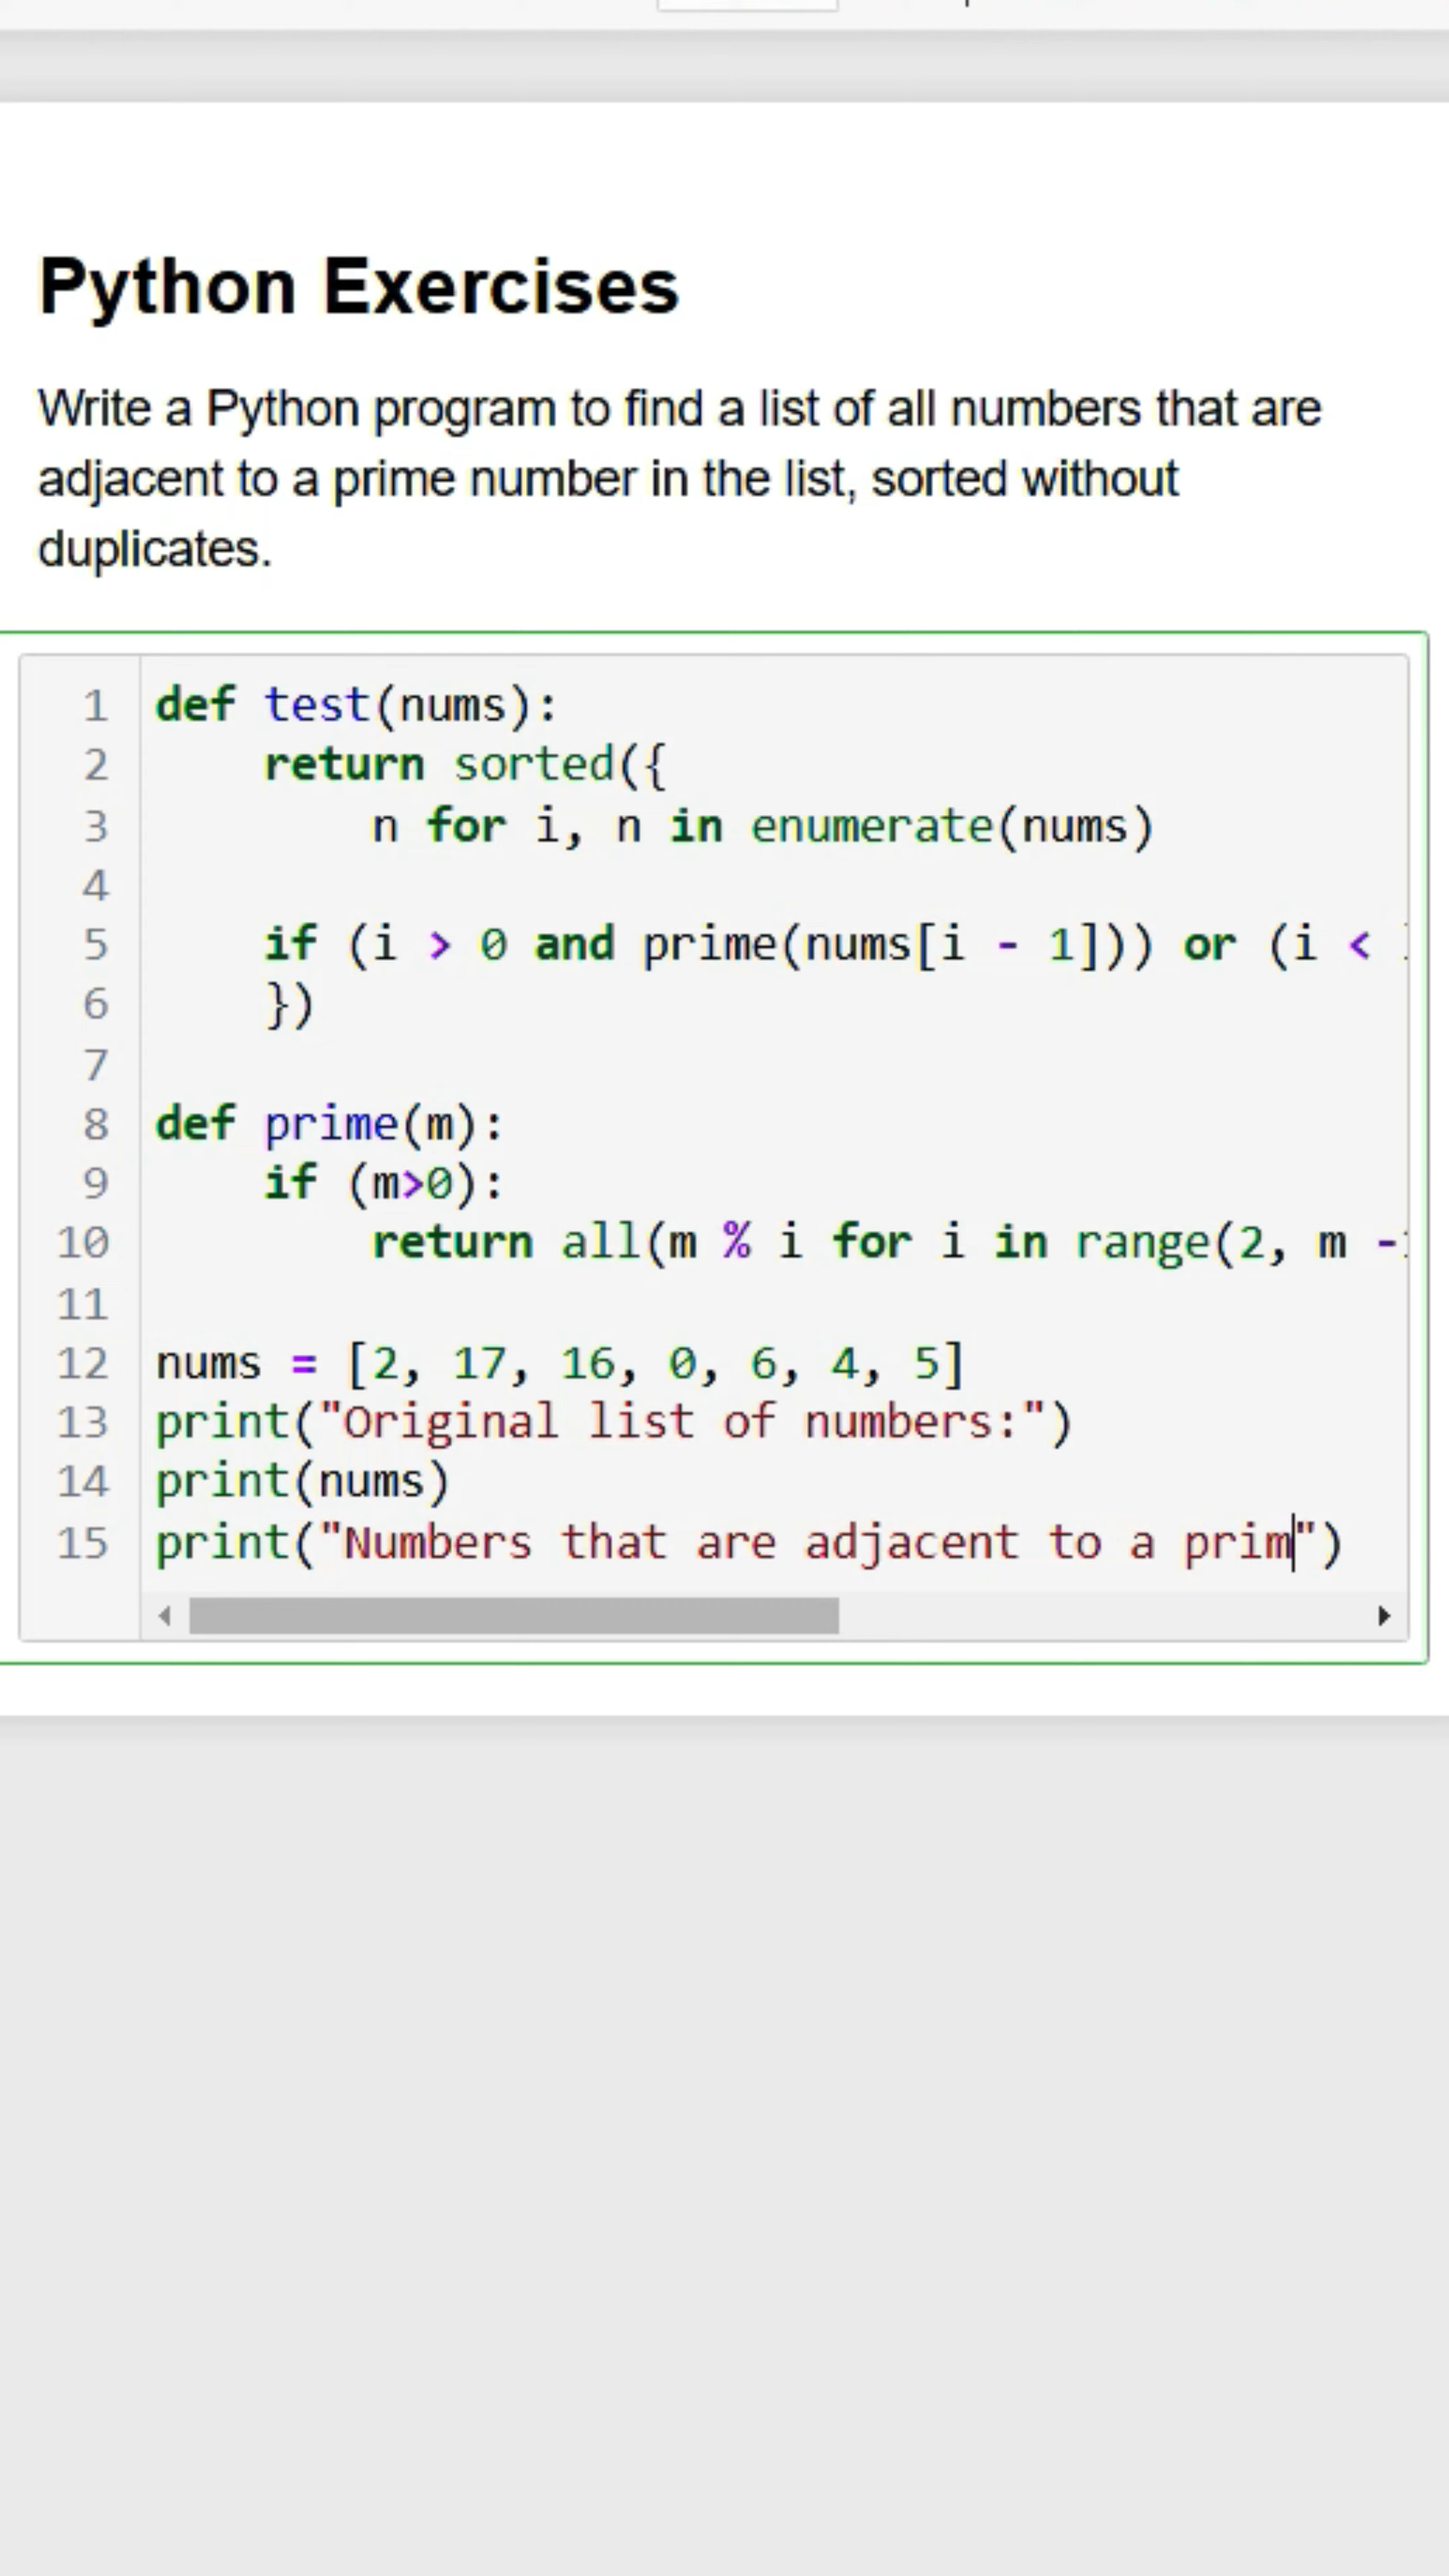 Python Exercises
Write a Python program to find a list of all numbers that are
adjacent to a prime number in the list, sorted without
duplicates.
1 def test(nums):
2     return sorted({
3         n for i, n in enumerate(nums)
4
5     if (i > 0 and prime(nums[i - 1])) or (i <
6     })
7
8 def prime(m):
9     if (m>0):
10         return all(m % i for i in range(2, m -
11
12 nums = [2, 17, 16, 0, 6, 4, 5]
13 print("Original list of numbers:")
14 print(nums)
15 print("Numbers that are adjacent to a prim")